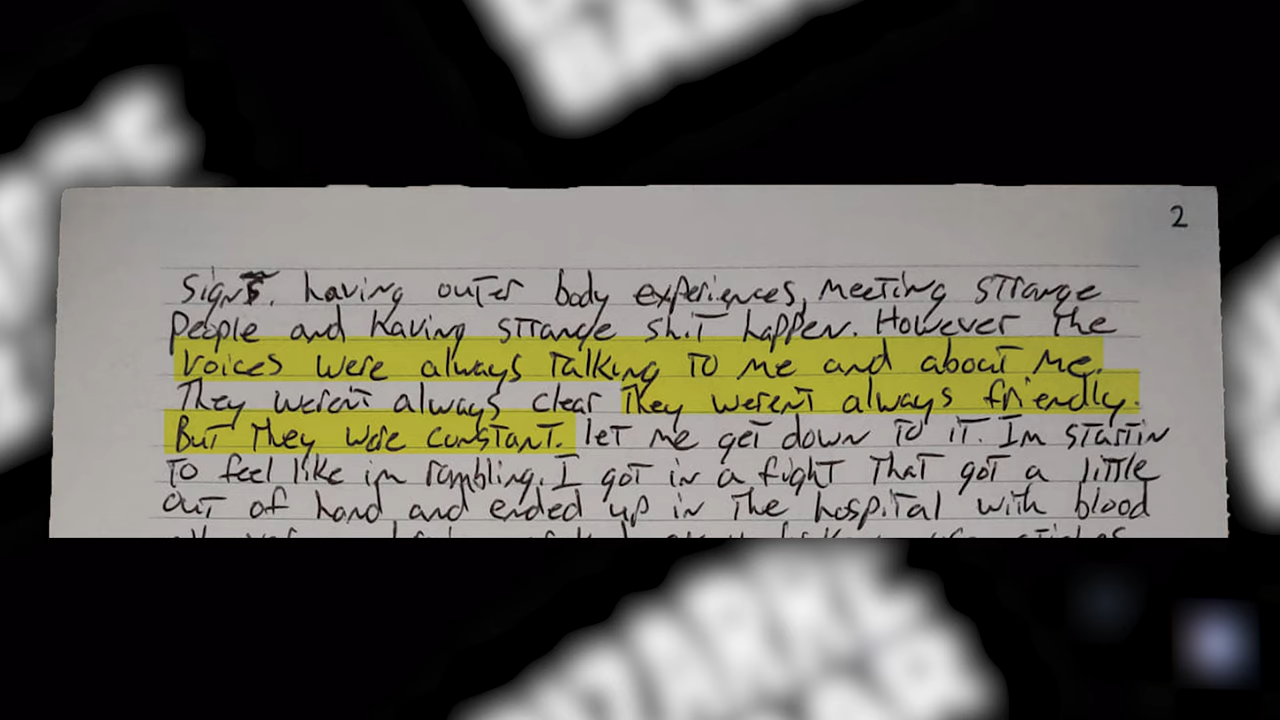 2
signs. having outer body experiences, meeting strange
people and having strange shit happen. However the
voices were always talking to me and about me.
They weren't always clear They weren't always friendly.
But they were constant. let me get down to it. Im startin
to feel like im rambling. I got in a fight that got a little
out of hand and ended up in the hospital with blood